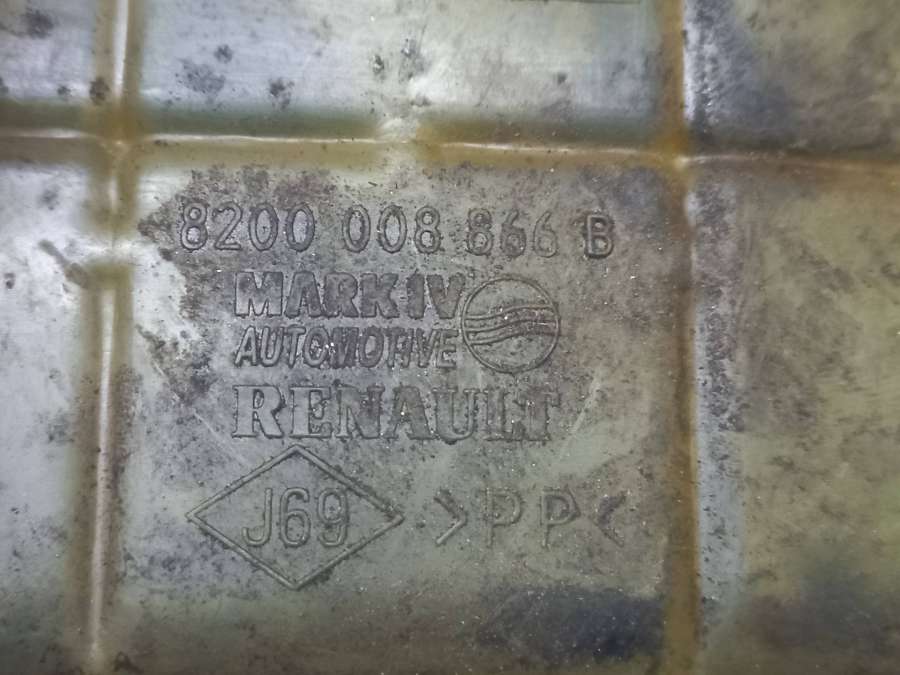 8200 008 866 B
MARK IV
AUTOMOTIVE
RENAULT
J69 >PP<